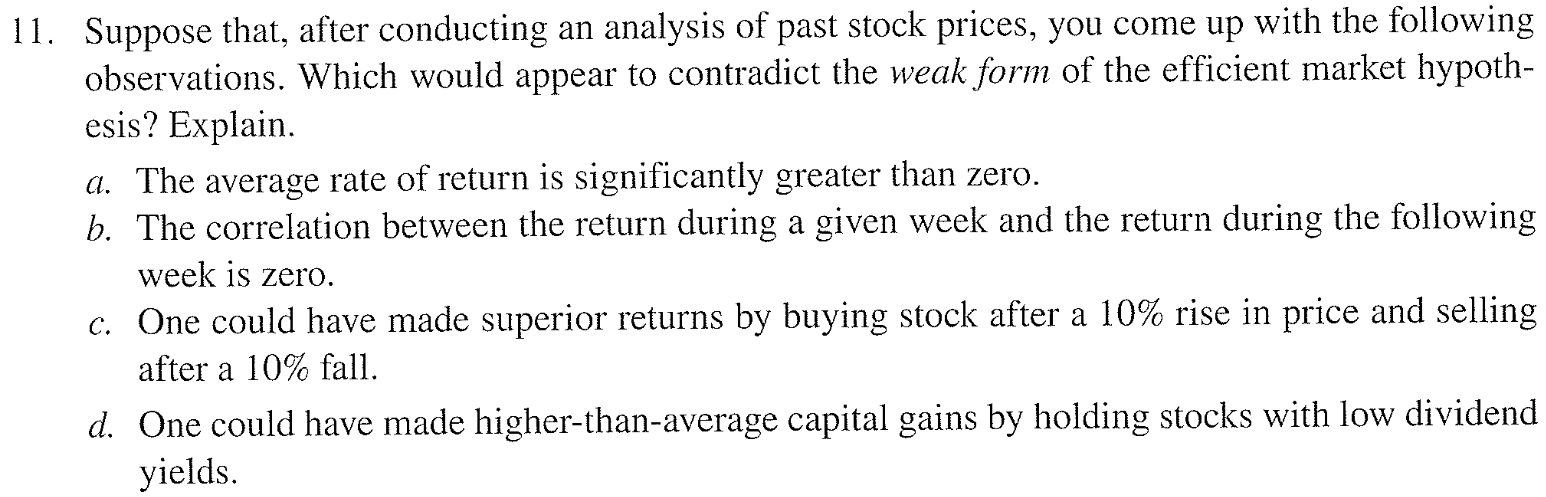 11. Suppose that, after conducting an analysis of past stock prices, you come up with the following
observations. Which would appear to contradict the weak form of the efficient market hypoth-
esis? Explain.
a. The average rate of return is significantly greater than zero.
b. The correlation between the return during a given week and the return during the following
week is zero.
c. One could have made superior returns by buying stock after a 10% rise in price and selling
after a 10% fall.
d. One could have made higher-than-average capital gains by holding stocks with low dividend
yields.